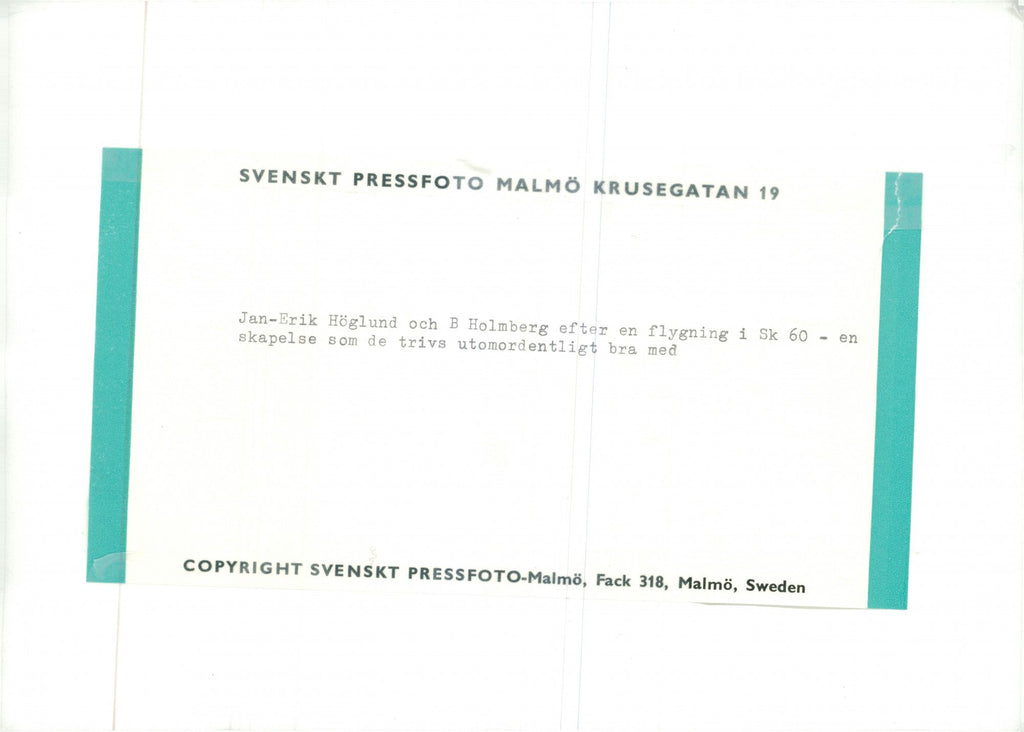 SVENSKT PRESSFOTO MALMÖ KRUSEGATAN 19
Jan-Erik Höglund och B Holmberg efter en flygning i Sk 60 - en
skapelse som de trivs utomordentligt bra med
COPYRIGHT SVENSKT PRESSFOTO-Malmö, Fack 318, Malmö, Sweden